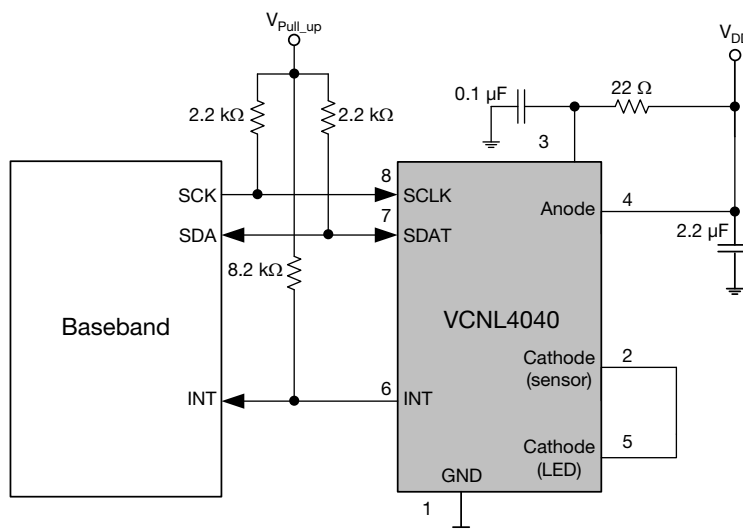 V Pull_up
V DD
0.1 µF
22 Ω
2.2 kΩ
2.2 kΩ
3
8
SCK
SCLK
Anode
4
7
SDA
SDAT
2.2 µF
8.2 kΩ
Baseband
VCNL4040
Cathode
(sensor)
2
INT
6
INT
Cathode
(LED)
5
GND
1